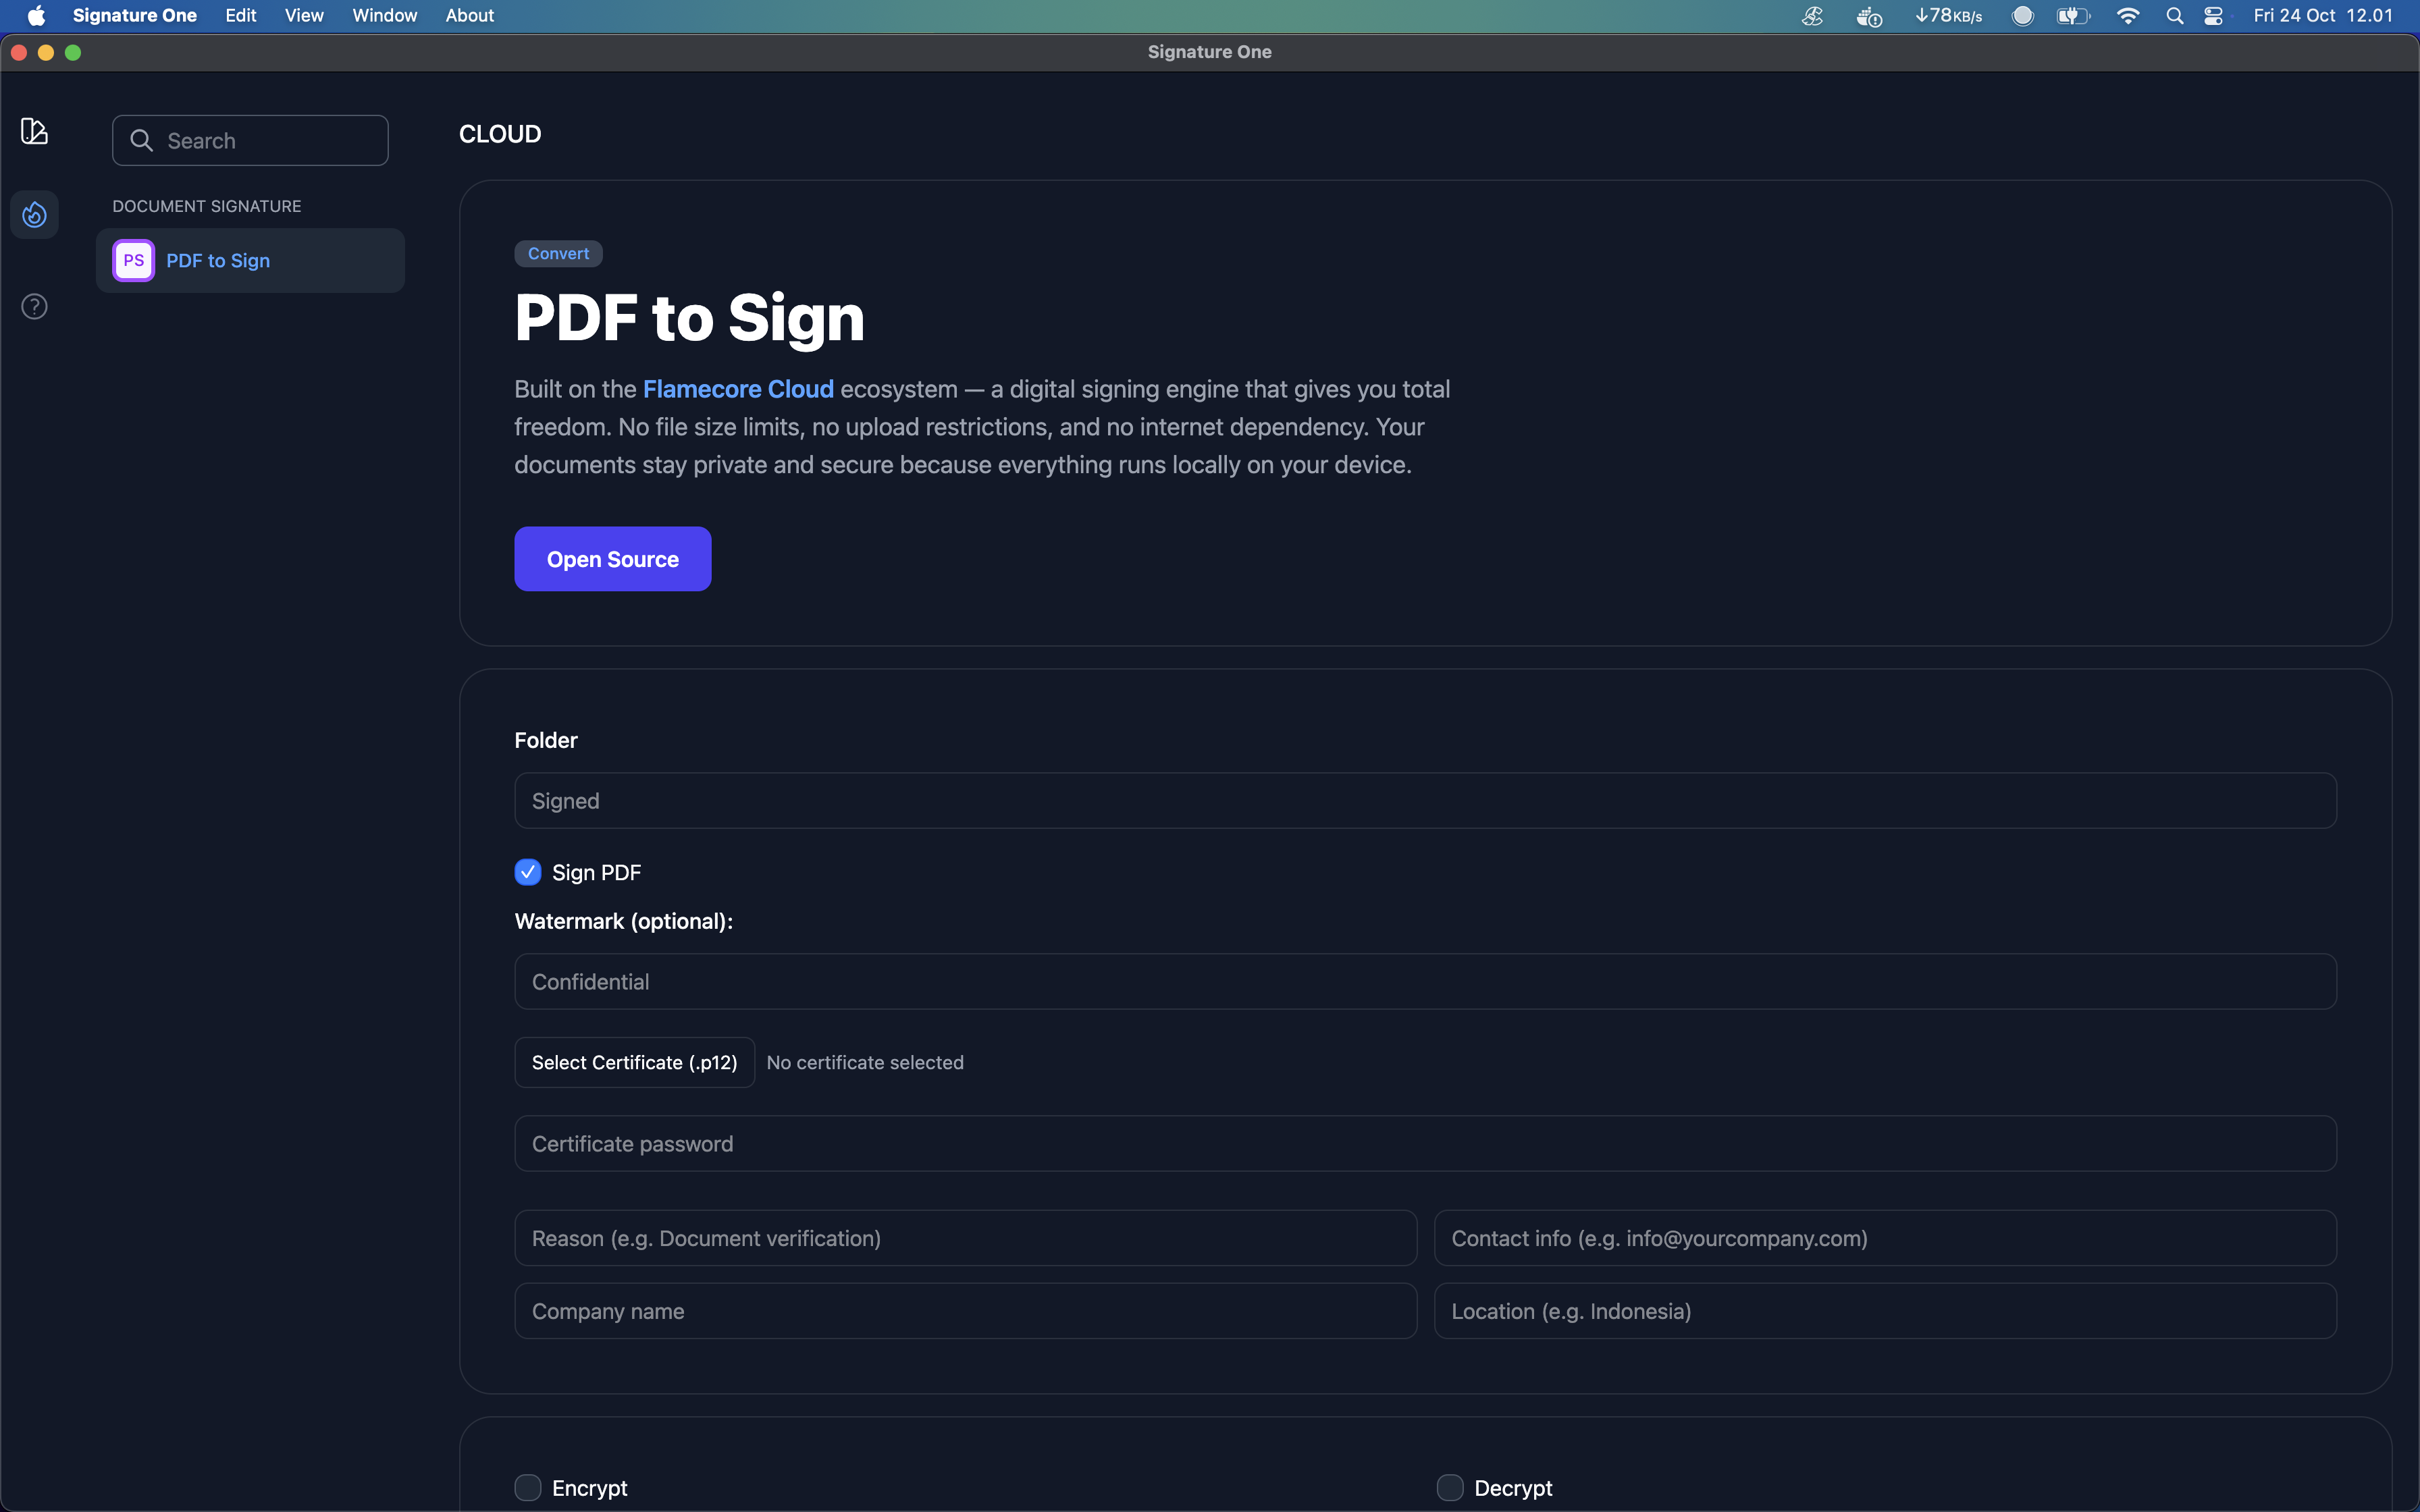 Signature One Edit View Window About ↓78KB/s Fri 24 Oct 12.01
Signature One
Search
DOCUMENT SIGNATURE
PS PDF to Sign
CLOUD
Convert
PDF to Sign
Built on the Flamecore Cloud ecosystem — a digital signing engine that gives you total
freedom. No file size limits, no upload restrictions, and no internet dependency. Your
documents stay private and secure because everything runs locally on your device.
Open Source
Folder
Signed
Sign PDF
Watermark (optional):
Confidential
Select Certificate (.p12) No certificate selected
Certificate password
Reason (e.g. Document verification) Contact info (e.g. info@yourcompany.com)
Company name Location (e.g. Indonesia)
Encrypt Decrypt